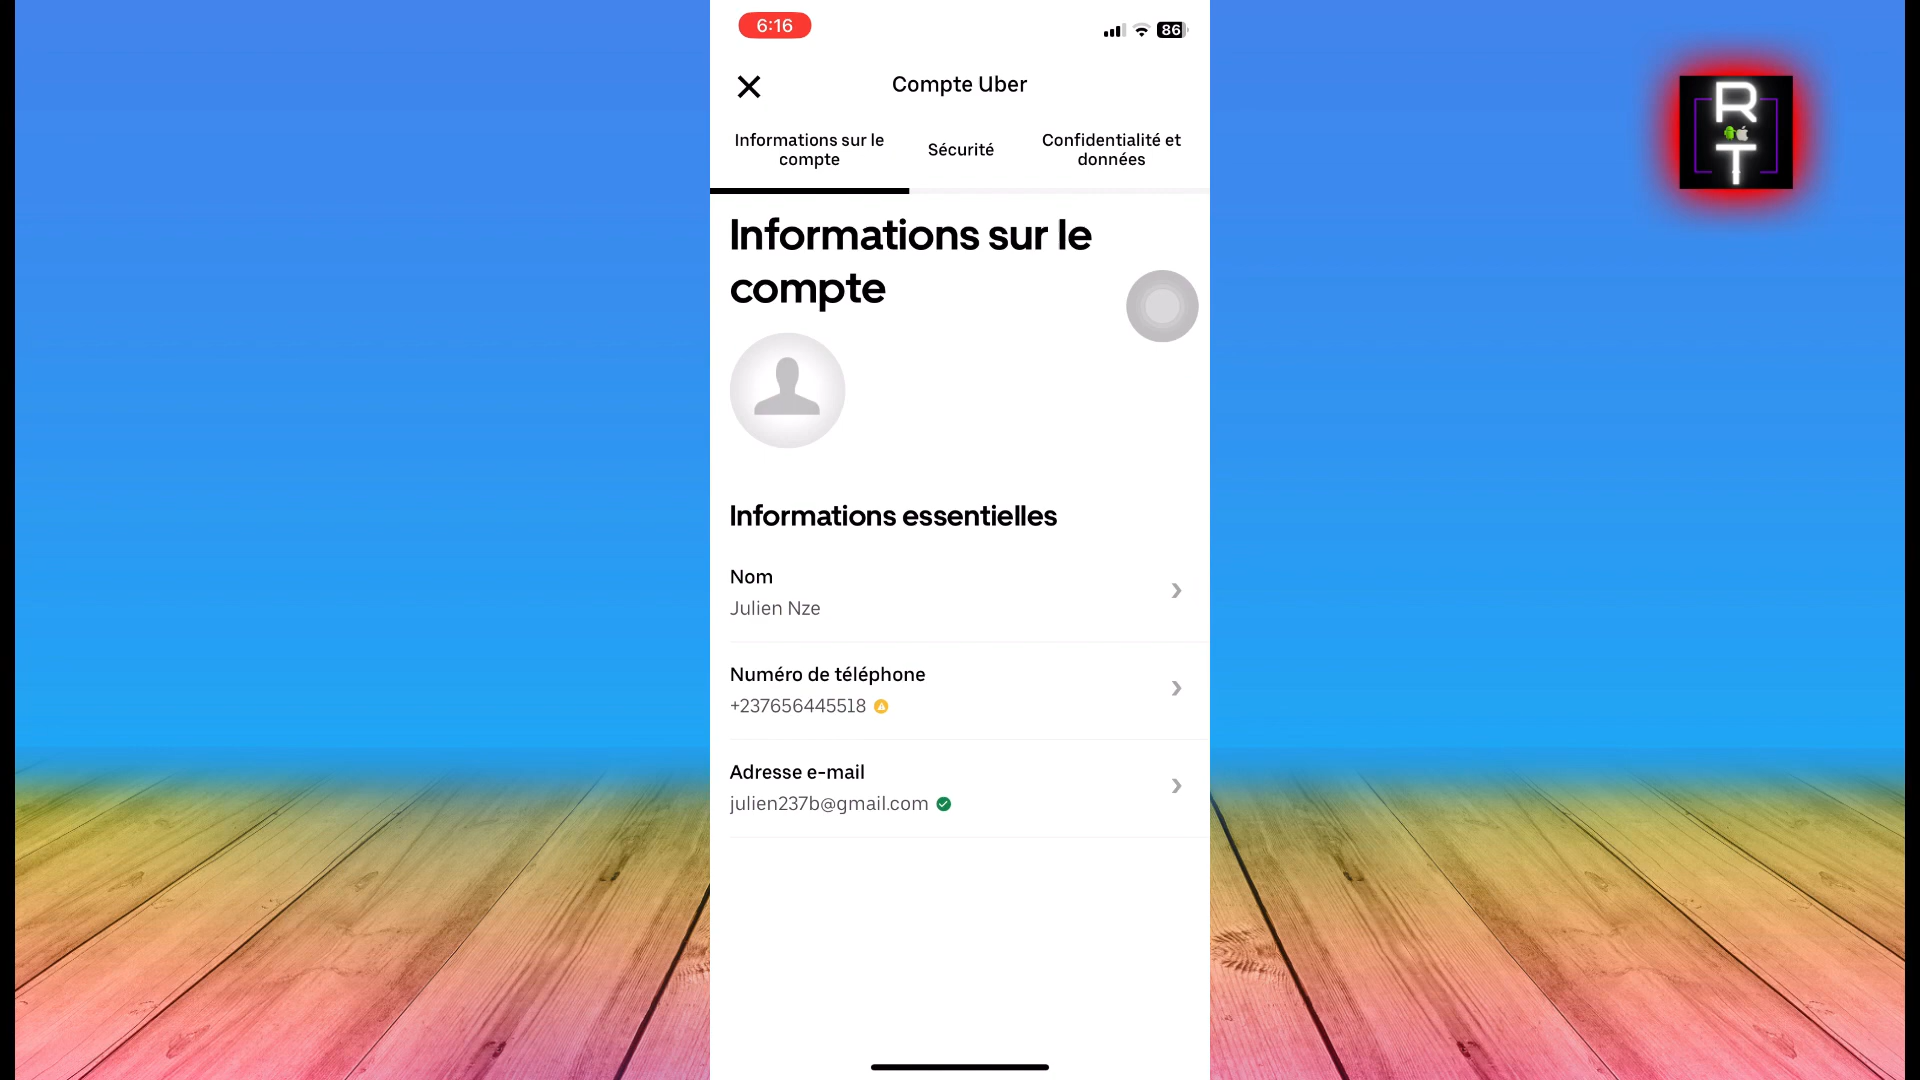 6:16
86
R
T
Compte Uber
Informations sur le
compte
Sécurité
Confidentialité et
données
Informations sur le
compte
Informations essentielles
Nom
Julien Nze
Numéro de téléphone
+237656445518
Adresse e-mail
julien237b@gmail.com